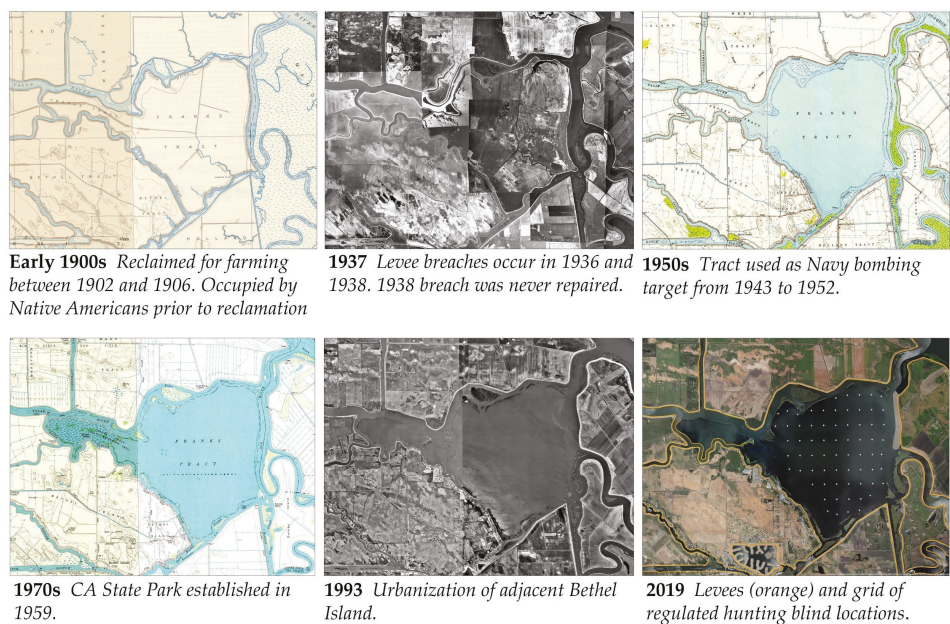 FRANKS
TRACT
BETHEL TRACT
HOLLAND
RIVER
Early 1900s Reclaimed for farming
between 1902 and 1906. Occupied by
Native Americans prior to reclamation
1937 Levee breaches occur in 1936 and
1938. 1938 breach was never repaired.
FRANKS
TRACT
1950s Tract used as Navy bombing
target from 1943 to 1952.
FRANKS
TRACT
1970s CA State Park established in
1959.
1993 Urbanization of adjacent Bethel
Island.
2019 Levees (orange) and grid of
regulated hunting blind locations.